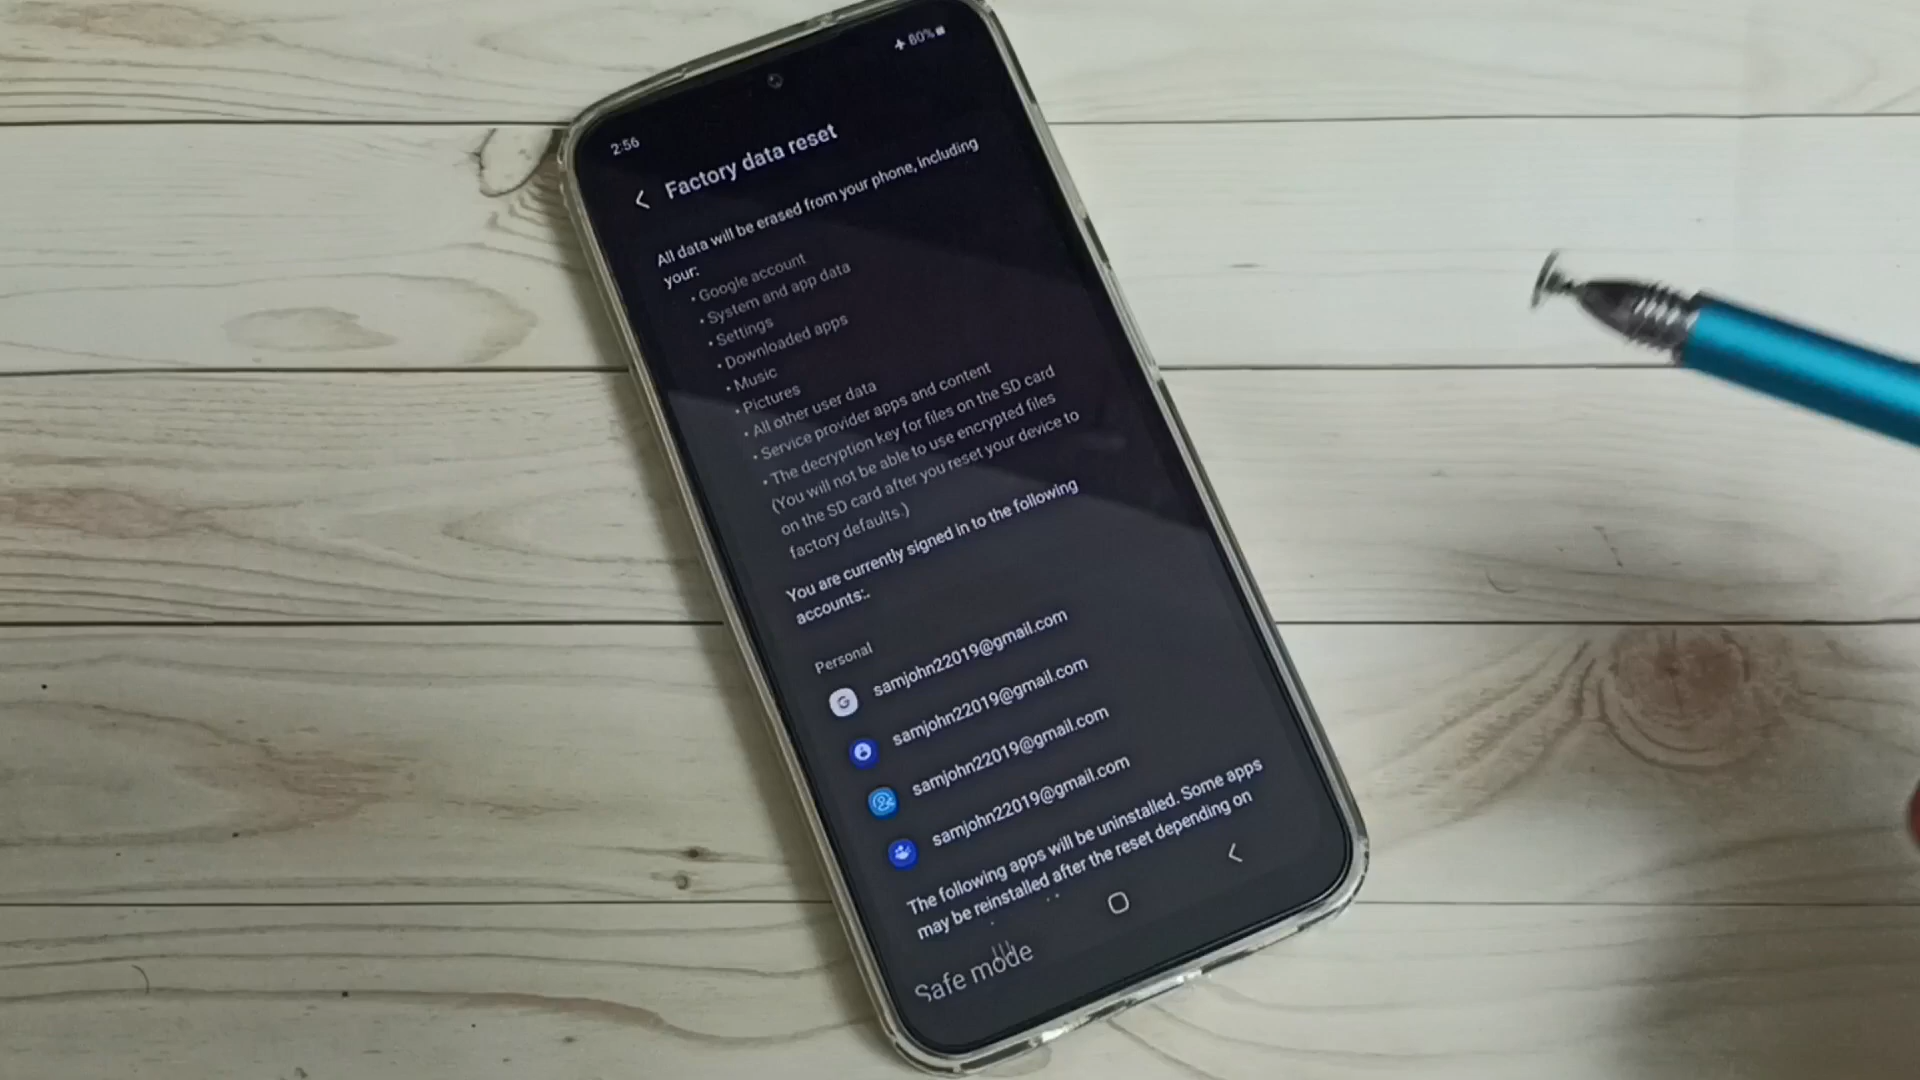 2:56
80%
Factory data reset
All data will be erased from your phone, including
your:
• Google account
• System and app data
• Settings
• Downloaded apps
• Music
• Pictures
• All other user data
• Service provider apps and content
• The decryption key for files on the SD card
(You will not be able to use encrypted files
on the SD card after you reset your device to
factory defaults.)
You are currently signed in to the following
accounts:.
Personal
G samjohn22019@gmail.com
samjohn22019@gmail.com
samjohn22019@gmail.com
samjohn22019@gmail.com
The following apps will be uninstalled. Some apps
may be reinstalled after the reset depending on
Safe mode